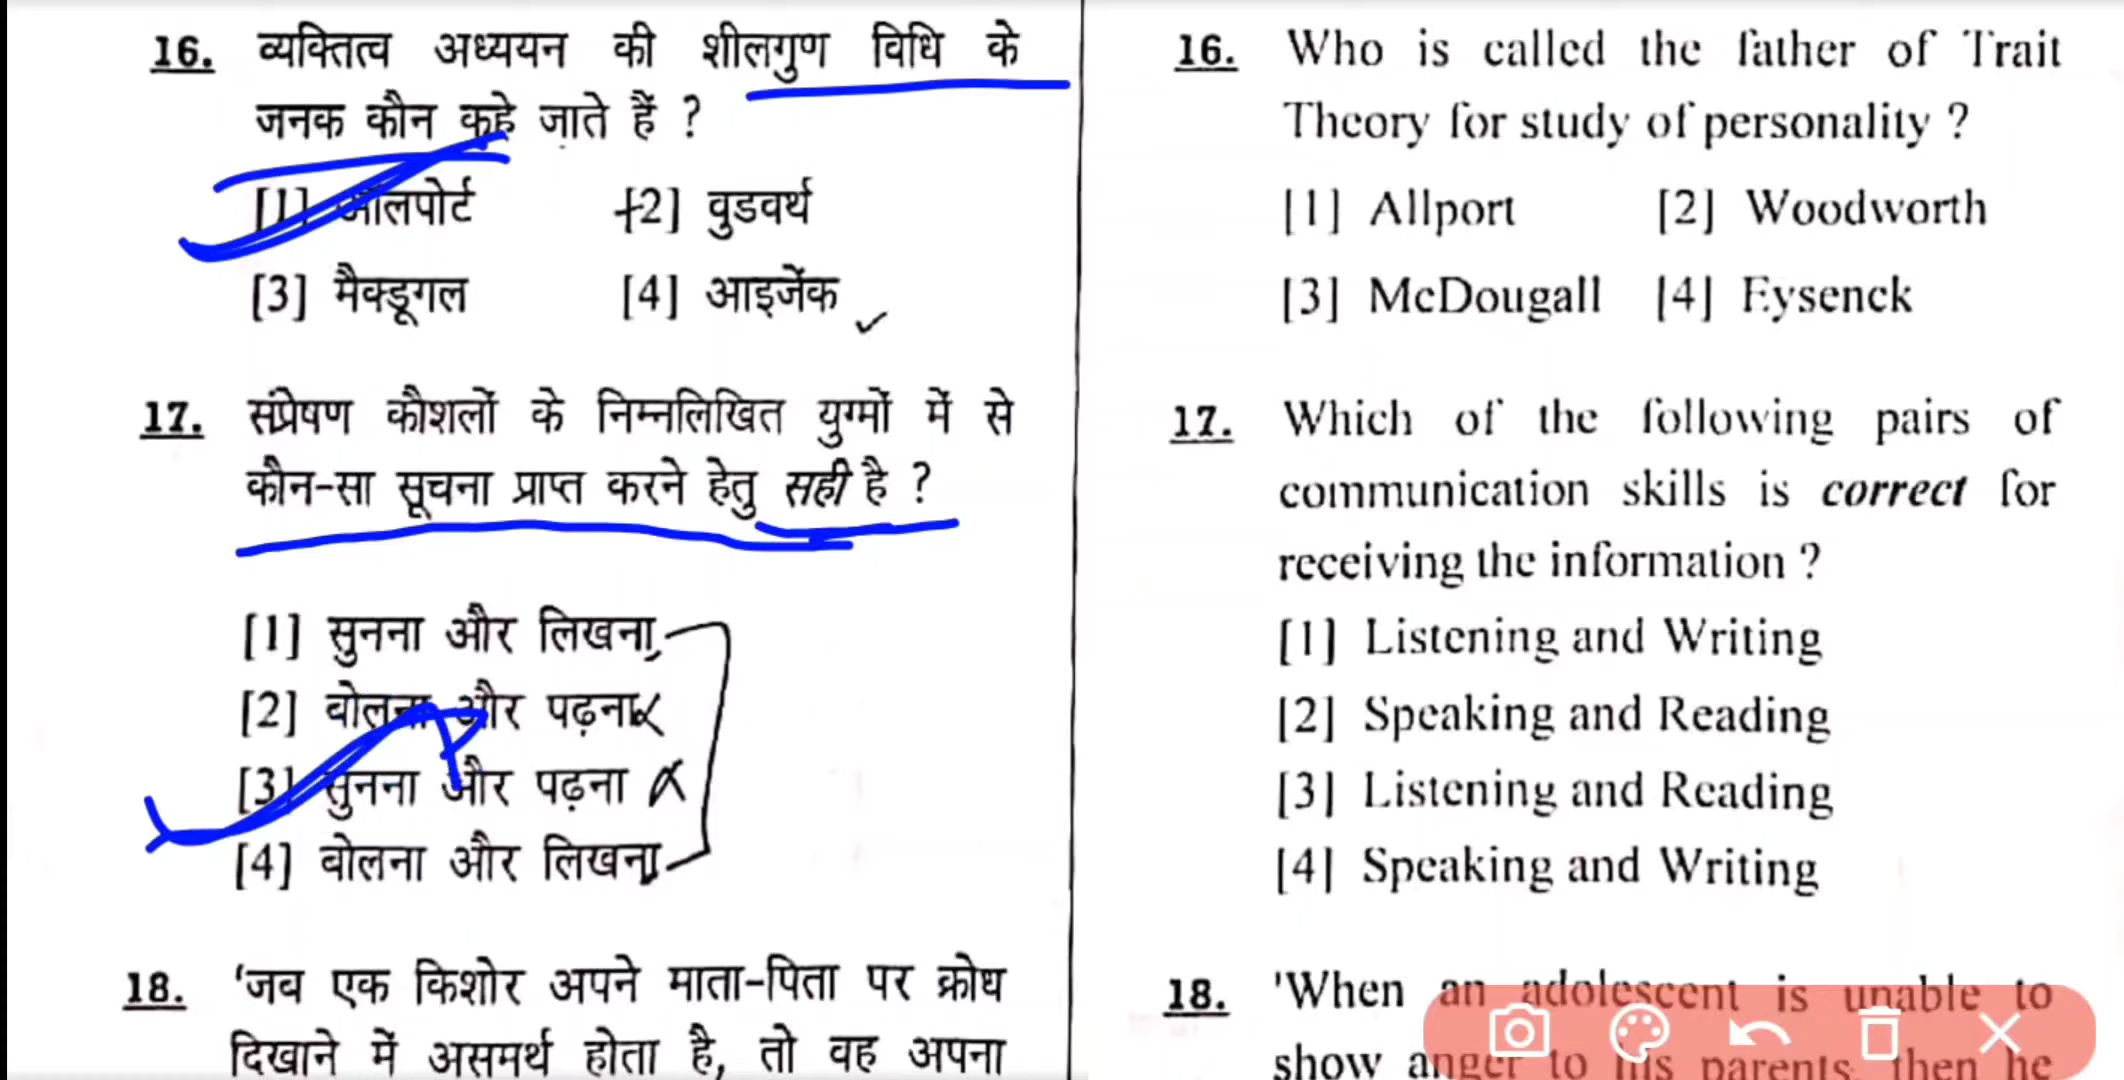 16. व्यक्तित्व अध्ययन की शीलगुण विधि के
जनक कौन कहे जाते हैं ?
[1] ऑलपोर्ट [2] वुडवर्थ
[3] मैक्डूगल [4] आइजेंक
17. संप्रेषण कौशलों के निम्नलिखित युग्मों में से
कौन-सा सूचना प्राप्त करने हेतु सही है ?
[1] सुनना और लिखना
[2] बोलना और पढ़ना
[3] सुनना और पढ़ना
[4] बोलना और लिखना
18. ‘जब एक किशोर अपने माता-पिता पर क्रोध
दिखाने में असमर्थ होता है, तो वह अपना
16. Who is called the father of Trait
Theory for study of personality ?
[1] Allport [2] Woodworth
[3] McDougall [4] Eysenck
17. Which of the following pairs of
communication skills is correct for
receiving the information ?
[1] Listening and Writing
[2] Speaking and Reading
[3] Listening and Reading
[4] Speaking and Writing
18. 'When an adolescent is unable to
show anger to his parents, then he